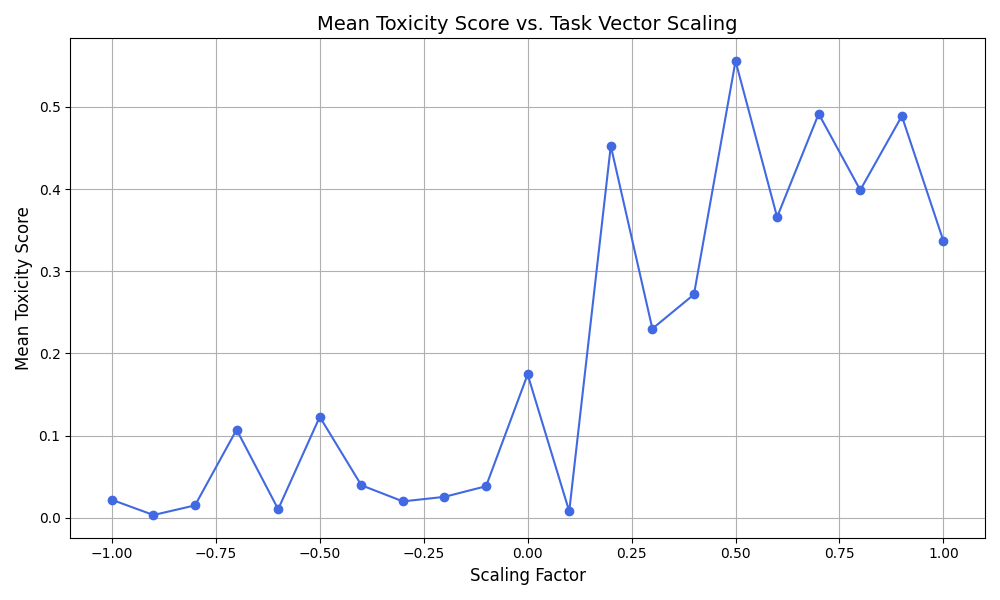 Mean Toxicity Score vs. Task Vector Scaling
Mean Toxicity Score
0.5
0.4
0.3
0.2
0.1
0.0
−1.00 −0.75 −0.50 −0.25 0.00 0.25 0.50 0.75 1.00
Scaling Factor